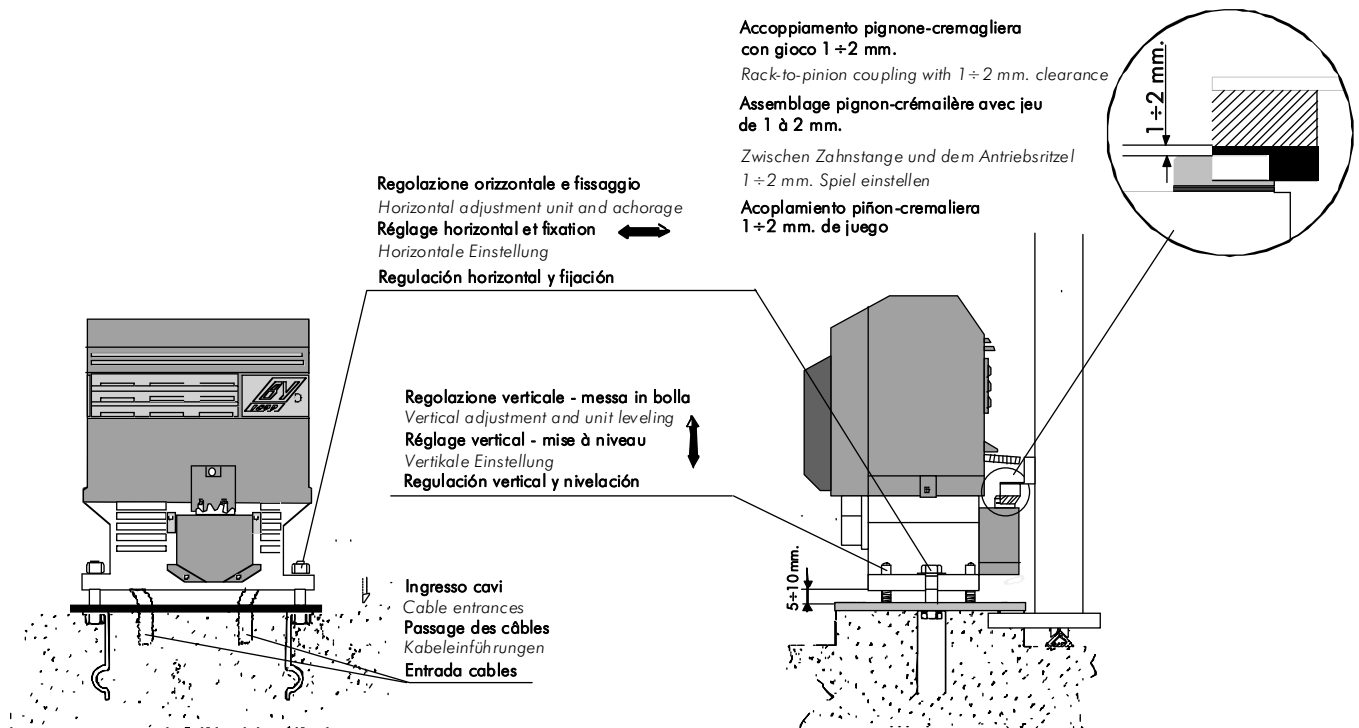 Accoppiamento pignone-cremagliera
con gioco 1÷2 mm.
Rack-to-pinion coupling with 1÷2 mm. clearance
Assemblage pignon-crémailère avec jeu
de 1 à 2 mm.
Zwischen Zahnstange und dem Antriebsritzel
1÷2 mm. Spiel einstellen
Acoplamiento piñon-cremaliera
1÷2 mm. de juego
1÷2 mm.
Regolazione orizzontale e fissaggio
Horizontal adjustment unit and achorage
Réglage horizontal et fixation
Horizontale Einstellung
Regulación horizontal y fijación
Regolazione verticale - messa in bolla
Vertical adjustment and unit leveling
Réglage vertical - mise à niveau
Vertikale Einstellung
Regulación vertical y nivelación
5÷10mm.
Ingresso cavi
Cable entrances
Passage des câbles
Kabeleinführungen
Entrada cables